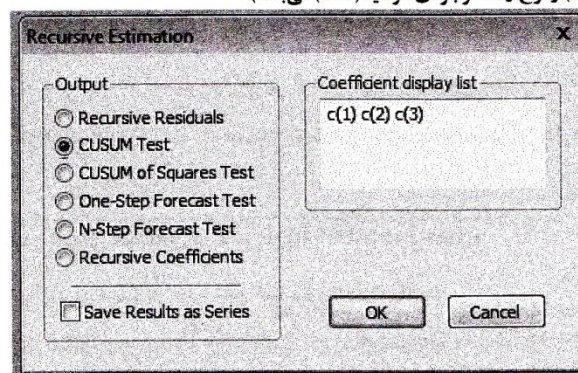 Recursive Estimation
Output
Recursive Residuals
CUSUM Test
CUSUM of Squares Test
One-Step Forecast Test
N-Step Forecast Test
Recursive Coefficients
Save Results as Series
Coefficient display list
c(1) c(2) c(3)
OK
Cancel